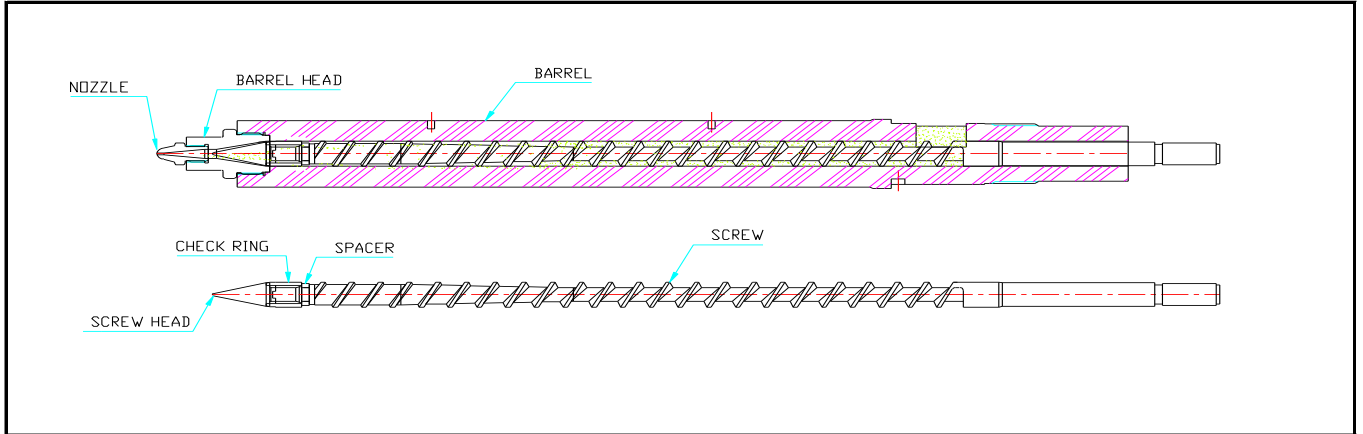 NOZZLE
BARREL HEAD
BARREL
CHECK RING
SPACER
SCREW
SCREW HEAD